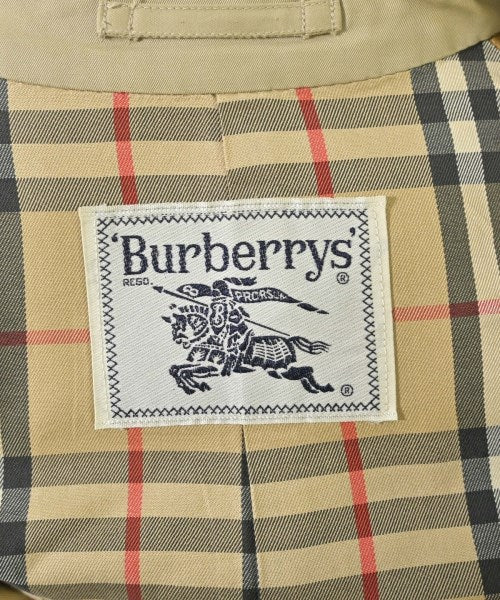 'Burberrys'
REGD. ®
PRORSUM
®